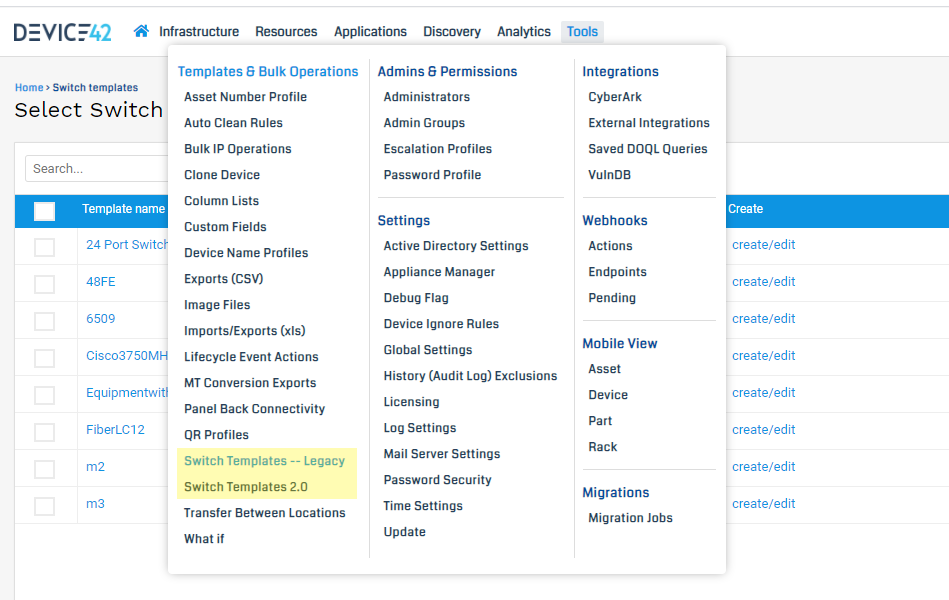 DEVICE42
Infrastructure Resources Applications Discovery Analytics Tools
Home › Switch templates
Select Switch
Search...
Template name
Create
24 Port Switch
create/edit
48FE
create/edit
6509
create/edit
Cisco3750MH
create/edit
Equipmentwith
create/edit
FiberLC12
create/edit
m2
create/edit
m3
create/edit
Templates & Bulk Operations
Asset Number Profile
Auto Clean Rules
Bulk IP Operations
Clone Device
Column Lists
Custom Fields
Device Name Profiles
Exports (CSV)
Image Files
Imports/Exports (xls)
Lifecycle Event Actions
MT Conversion Exports
Panel Back Connectivity
QR Profiles
Switch Templates -- Legacy
Switch Templates 2.0
Transfer Between Locations
What if
Admins & Permissions
Administrators
Admin Groups
Escalation Profiles
Password Profile
Settings
Active Directory Settings
Appliance Manager
Debug Flag
Device Ignore Rules
Global Settings
History (Audit Log) Exclusions
Licensing
Log Settings
Mail Server Settings
Password Security
Time Settings
Update
Integrations
CyberArk
External Integrations
Saved DOQL Queries
VulnDB
Webhooks
Actions
Endpoints
Pending
Mobile View
Asset
Device
Part
Rack
Migrations
Migration Jobs